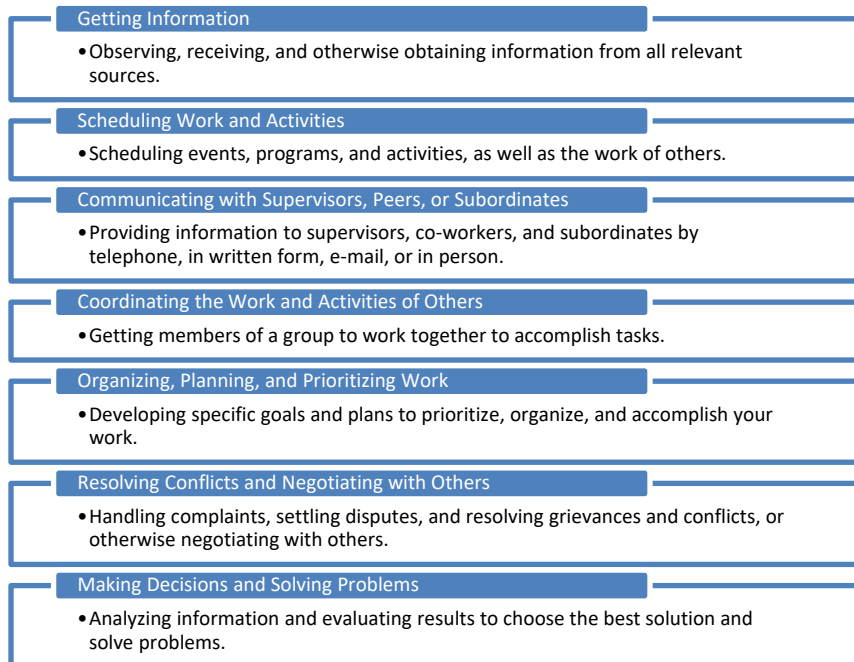 Getting Information
•Observing, receiving, and otherwise obtaining information from all relevant
sources.
Scheduling Work and Activities
•Scheduling events, programs, and activities, as well as the work of others.
Communicating with Supervisors, Peers, or Subordinates
•Providing information to supervisors, co-workers, and subordinates by
telephone, in written form, e-mail, or in person.
Coordinating the Work and Activities of Others
•Getting members of a group to work together to accomplish tasks.
Organizing, Planning, and Prioritizing Work
•Developing specific goals and plans to prioritize, organize, and accomplish your
work.
Resolving Conflicts and Negotiating with Others
•Handling complaints, settling disputes, and resolving grievances and conflicts, or
otherwise negotiating with others.
Making Decisions and Solving Problems
•Analyzing information and evaluating results to choose the best solution and
solve problems.